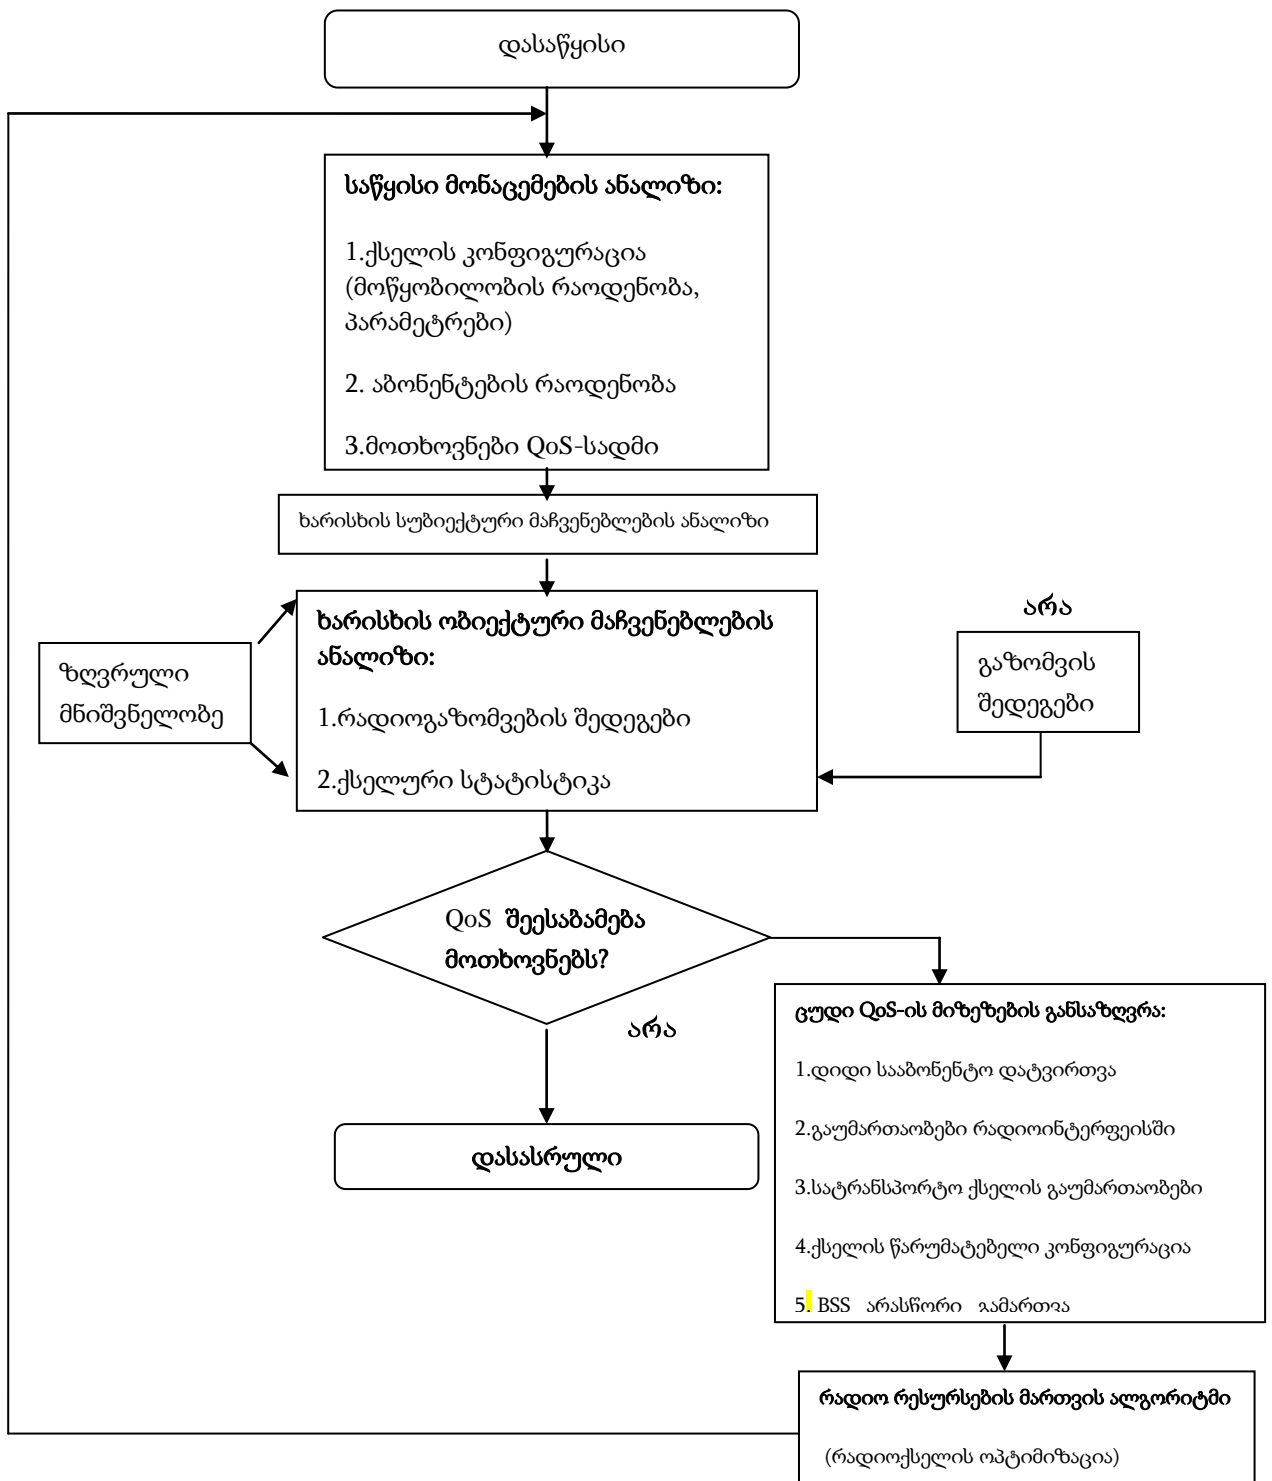 დასაწყისი
საწყისი მონაცემების ანალიზი:
1.ქსელის კონფიგურაცია
(მოწყობილობის რაოდენობა,
პარამეტრები)
2. აბონენტების რაოდენობა
3.მოთხოვნები QoS-სადმი
ხარისხის სუბიექტური მაჩვენებლების ანალიზი
ხარისხის ობიექტური მაჩვენებლების
ანალიზი:
1.რადიოგაზომვების შედეგები
2.ქსელური სტატისტიკა
ზღვრული
მნიშვნელობე
არა
გაზომვის
შედეგები
QoS შეესაბამება
მოთხოვნებს?
არა
დასასრული
ცუდი QoS-ის მიზეზების განსაზღვრა:
1.დიდი სააბონენტო დატვირთვა
2.გაუმართაობები რადიოინტერფეისში
3.სატრანსპორტო ქსელის გაუმართაობები
4.ქსელის წარუმატებელი კონფიგურაცია
5. BSS არასწორი გამართვა
რადიო რესურსების მართვის ალგორიტმი
(რადიოქსელის ოპტიმიზაცია)